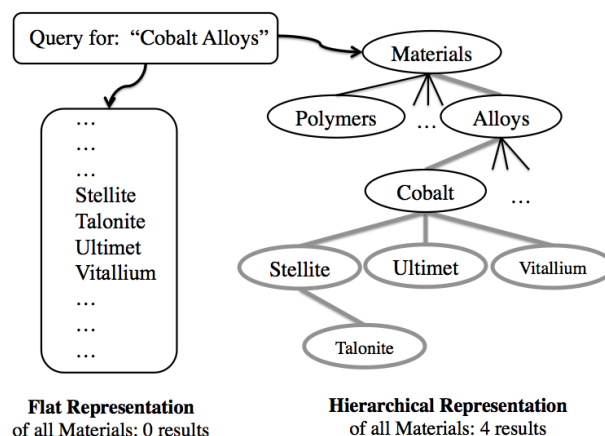 Query for: “Cobalt Alloys”
…
…
…
Stellite
Talonite
Ultimet
Vitallium
…
…
…
Flat Representation
of all Materials: 0 results
Materials
Polymers
…
Alloys
Cobalt
…
Stellite
Ultimet
Vitallium
Talonite
Hierarchical Representation
of all Materials: 4 results